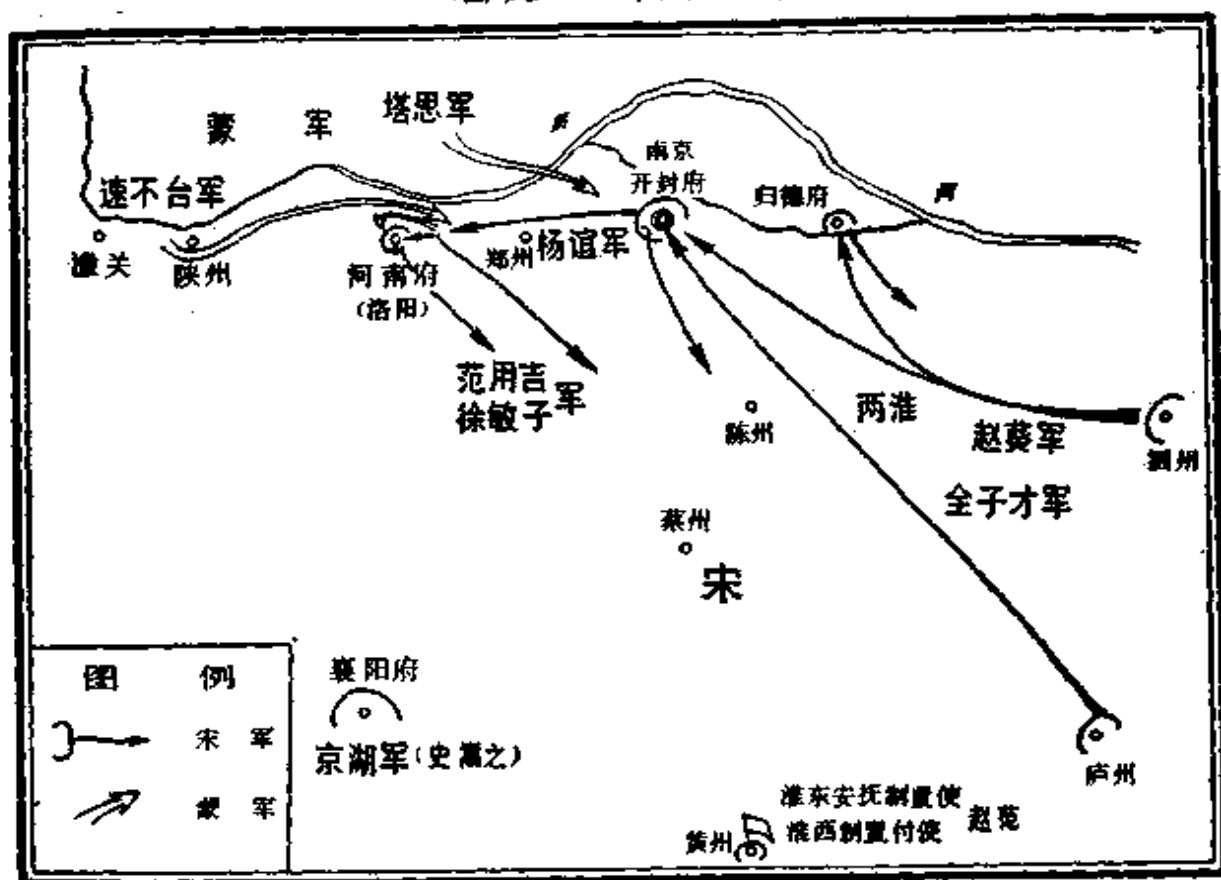 蒙 军
塔思军
黄
南京
开封府
归德府
河
速不台军
潼关
陕州
河南府
(洛阳)
郑州
杨谊军
范用吉
徐敏子 军
陈州
两淮
赵葵军
泗州
全子才军
蔡州
宋
图 例
宋 军
蒙 军
襄阳府
京湖军(史嵩之)
庐州
淮东安抚制置使
淮西制置付使
赵范
黄州